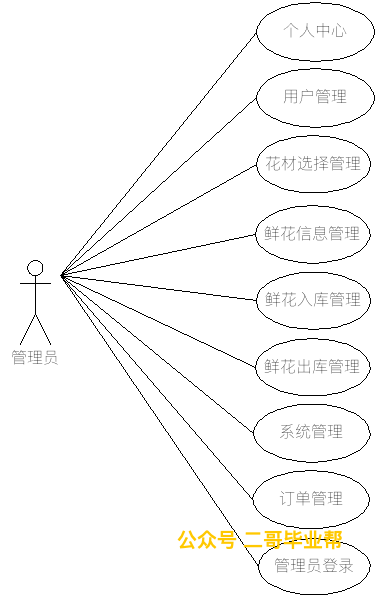 个人中心
用户管理
花材选择管理
鲜花信息管理
鲜花入库管理
管理员
鲜花出库管理
系统管理
订单管理
公众号 二哥毕业帮
管理员登录